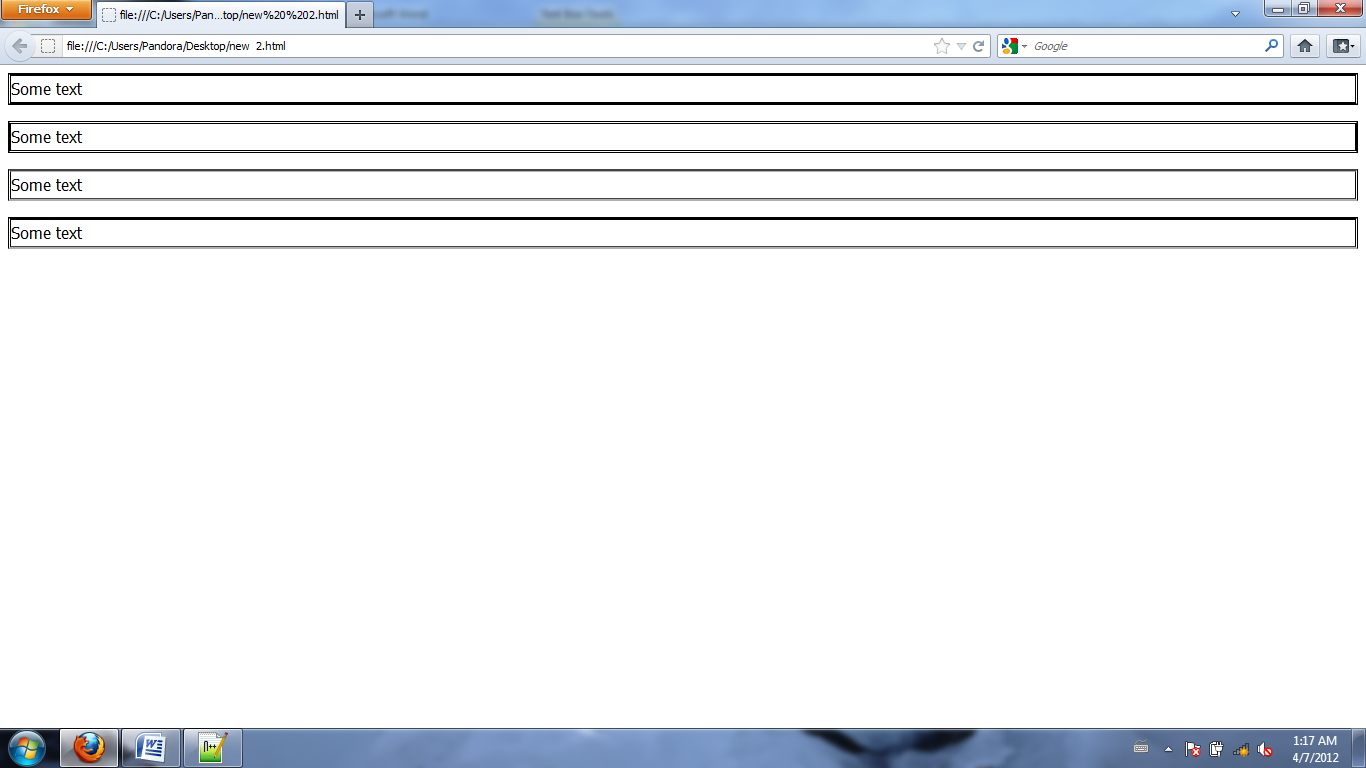 Firefox
file:///C:/Users/Pan...top/new%20%202.html
file:///C:/Users/Pandora/Desktop/new  2.html
Google
Some text
Some text
Some text
Some text
1:17 AM
4/7/2012